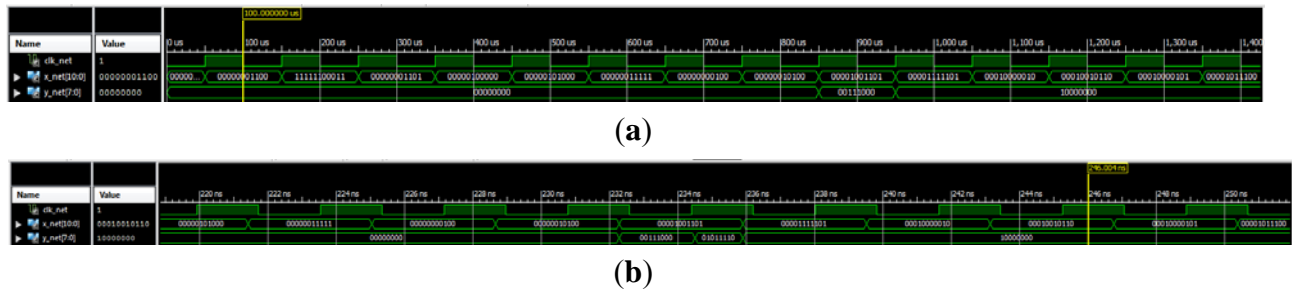 100.000000 us
Name Value 0 us 100 us 200 us 300 us 400 us 500 us 600 us 700 us 800 us 900 us 1,000 us 1,100 us 1,200 us 1,300 us 1,400
clk_net 1
x_net[10:0] 00000001100 00000... 00000001100 11111100011 00000001101 00000100000 00000101000 00000011111 00000000100 00000010100 00001001101 00001111101 00010000010 00010010110 00010000101 00001011100
y_net[7:0] 00000000 00000000 00111000 10000000
(a)
246.004 ns
Name Value 220 ns 222 ns 224 ns 226 ns 228 ns 230 ns 232 ns 234 ns 236 ns 238 ns 240 ns 242 ns 244 ns 246 ns 248 ns 250 ns
clk_net 1
x_net[10:0] 00010010110 00000101000 00000011111 00000000100 00000010100 00001001101 00001111101 00010000010 00010010110 00010000101 00001011100
y_net[7:0] 10000000 00000000 00111000 01011110 10000000
(b)